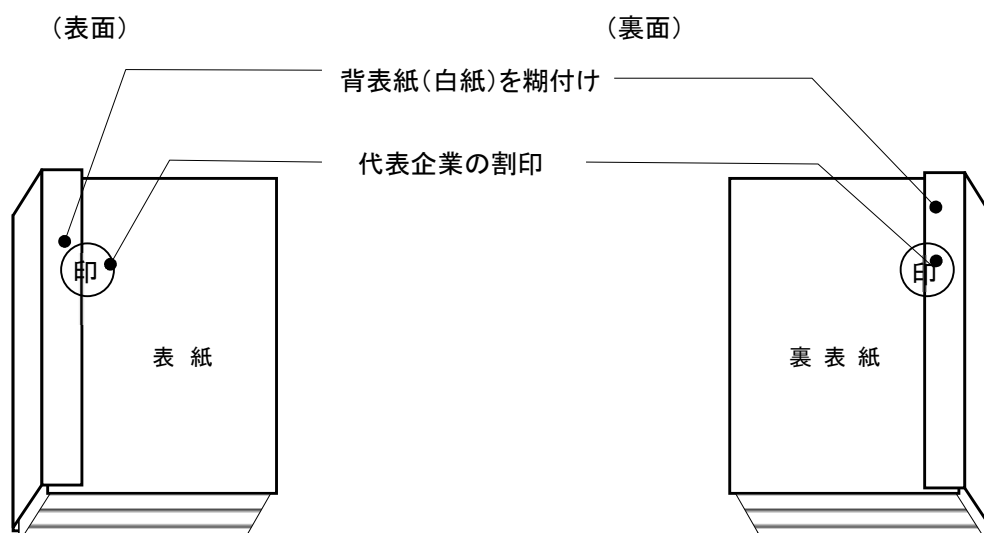 （表面）
（裏面）
背表紙（白紙）を糊付け
代表企業の割印
印
印
表 紙
裏 表 紙